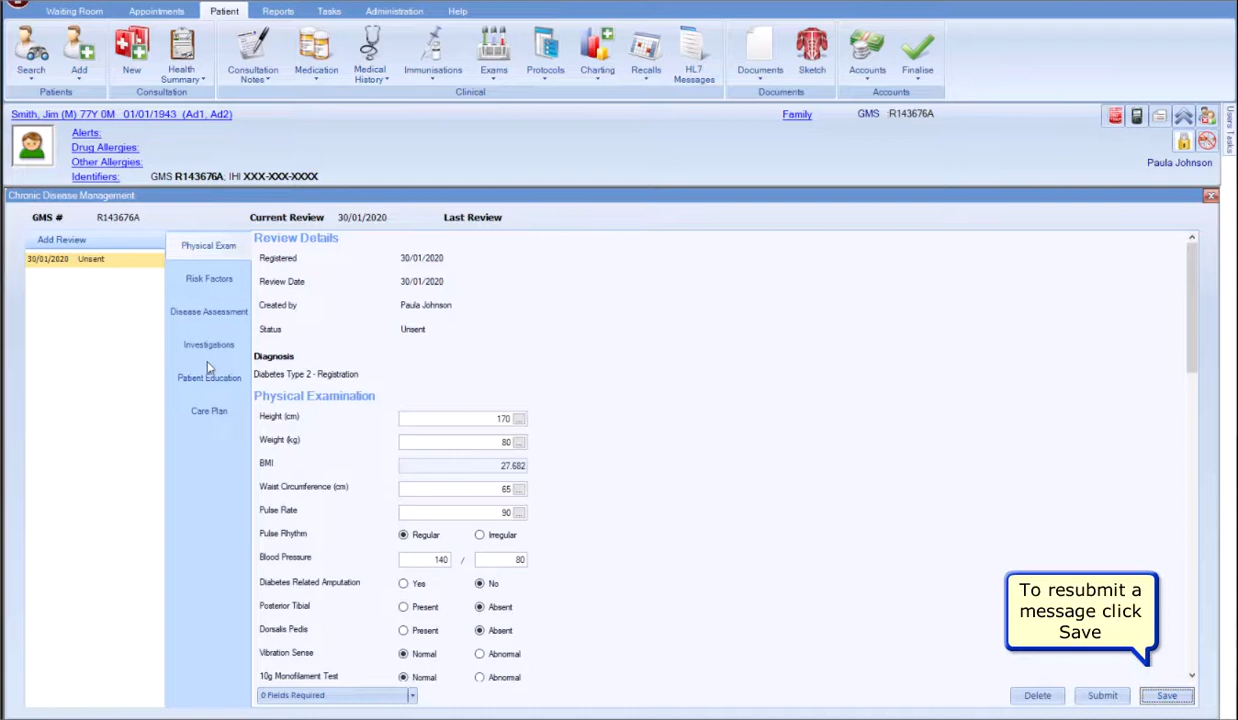 Waiting Room Appointments Patient Reports Tasks Administration Help
Search Add New Health Summary Consultation Notes Medication Medical History Immunisations Exams Protocols Charting Recalls HL7 Messages Documents Sketch Accounts Finalise
Patients Consultation Clinical Documents Accounts
Smith, Jim (M) 77Y 0M 01/01/1943 (Ad1, Ad2) Family GMS :R143676A
Alerts:
Drug Allergies:
Other Allergies:
Paula Johnson
Identifiers: GMS R143676A; IHI XXX-XXX-XXXX
Users Tasks
Chronic Disease Management
GMS # R143676A Current Review 30/01/2020 Last Review
Add Review
30/01/2020 Unsent
Physical Exam
Risk Factors
Disease Assessment
Investigations
Patient Education
Care Plan
Review Details
Registered 30/01/2020
Review Date 30/01/2020
Created by Paula Johnson
Status Unsent
Diagnosis
Diabetes Type 2 - Registration
Physical Examination
Height (cm) 170 ...
Weight (kg) 80 ...
BMI 27.682
Waist Circumference (cm) 65 ...
Pulse Rate 90 ...
Pulse Rhythm Regular Irregular
Blood Pressure 140 / 80
Diabetes Related Amputation Yes No
Posterior Tibial Present Absent
Dorsalis Pedis Present Absent
Vibration Sense Normal Abnormal
10g Monofilament Test Normal Abnormal
0 Fields Required
To resubmit a
message click
Save
Delete Submit Save